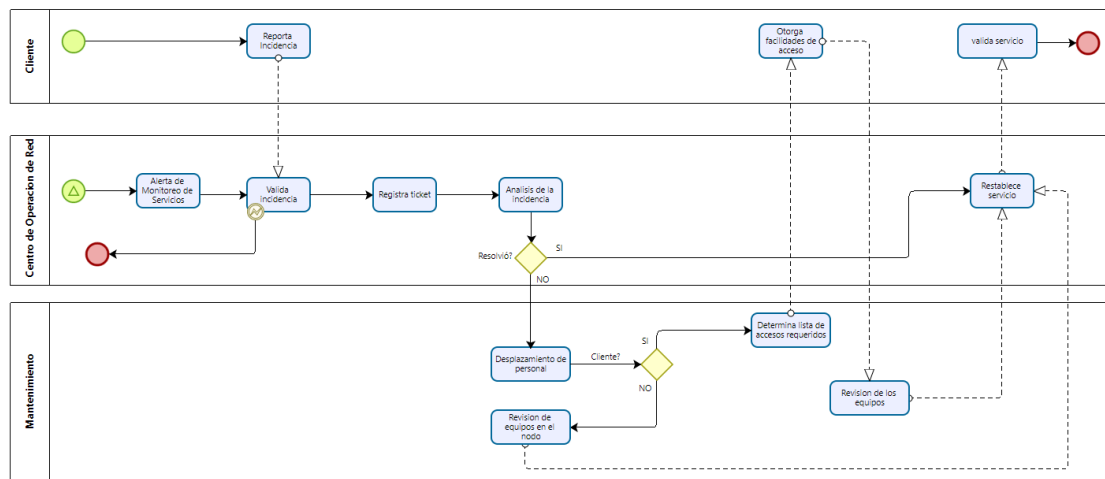 Cliente
Reporta
Incidencia
Otorga
facilidades de
acceso
valida servicio
Centro de Operacion de Red
Alerta de
Monitoreo de
Servicios
Valida
Incidencia
Registra ticket
Analisis de la
incidencia
Restablece
servicio
Resolvió?
SI
NO
Mantenimiento
Desplazamiento de
personal
Cliente?
SI
NO
Determina lista de
accesos requeridos
Revision de
equipos en el
nodo
Revision de los
equipos